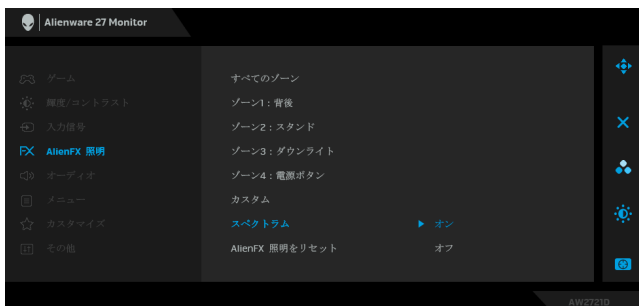 Alienware 27 Monitor
ゲーム
輝度/コントラスト
入力信号
AlienFX 照明
オーディオ
メニュー
カスタマイズ
その他
すべてのゾーン
ゾーン1：背後
ゾーン2：スタンド
ゾーン3：ダウンライト
ゾーン4：電源ボタン
カスタム
スペクトラム
オン
AlienFX 照明をリセット
オフ
AW2721D